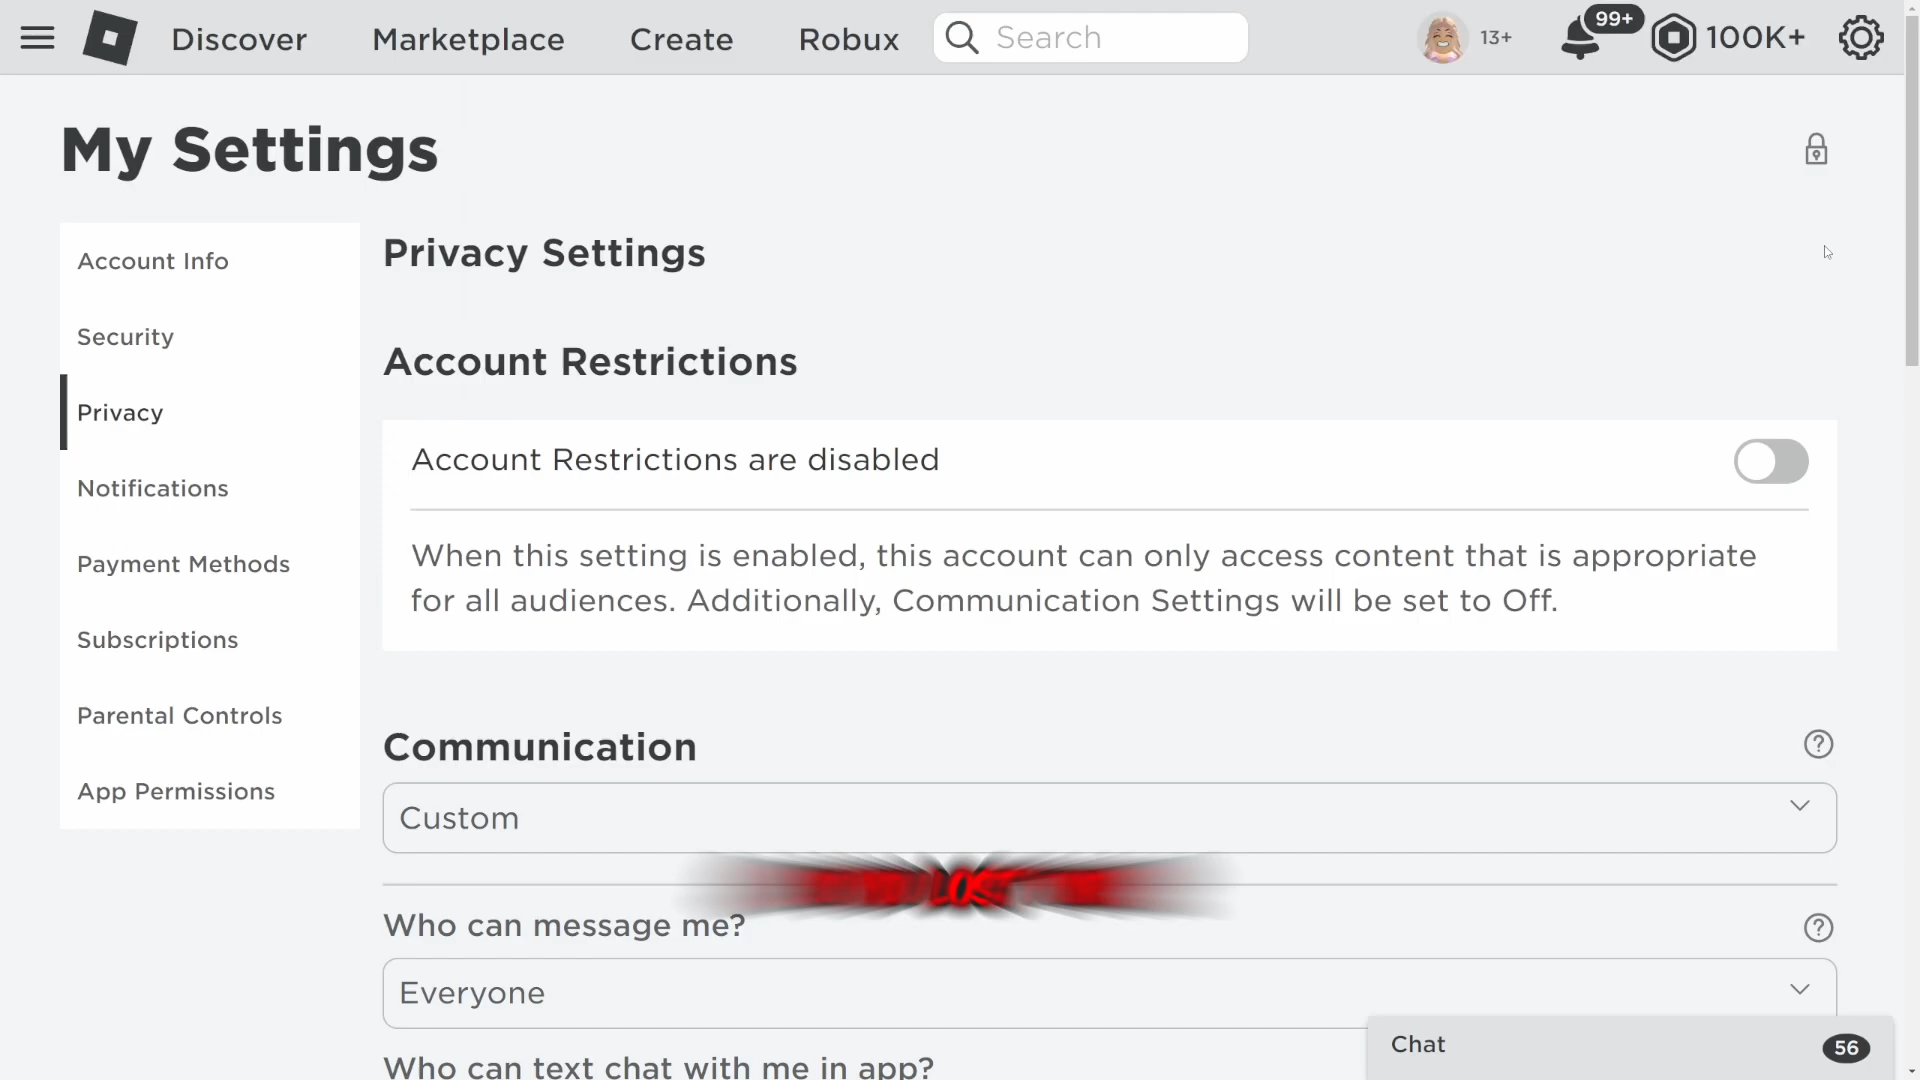 Discover
Marketplace
Create
Robux
Search
13+
99+
100K+
My Settings
Account Info
Security
Privacy
Notifications
Payment Methods
Subscriptions
Parental Controls
App Permissions
Privacy Settings
Account Restrictions
Account Restrictions are disabled
When this setting is enabled, this account can only access content that is appropriate
for all audiences. Additionally, Communication Settings will be set to Off.
Communication
Custom
Who can message me?
Everyone
Who can text chat with me in app?
Chat
56